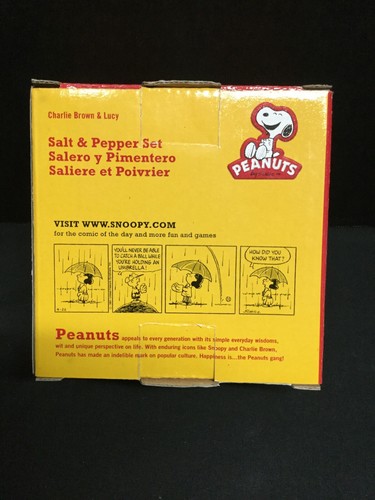 Charlie Brown & Lucy
Salt & Pepper Set
Salero y Pimentero
Saliere et Poivrier
PEANUTS
VISIT WWW.SNOOPY.COM
for the comic of the day and more fun and games
YOU'LL NEVER BE ABLE
TO CATCH A BALL WHILE
YOU'RE HOLDING AN
UMBRELLA!
HOW DID YOU
KNOW THAT?
Peanuts appeals to every generation with its simple everyday wisdoms,
wit and unique perspective on life. With enduring icons like Snoopy and Charlie Brown,
Peanuts has made an indelible mark on popular culture. Happiness is...the Peanuts gang!